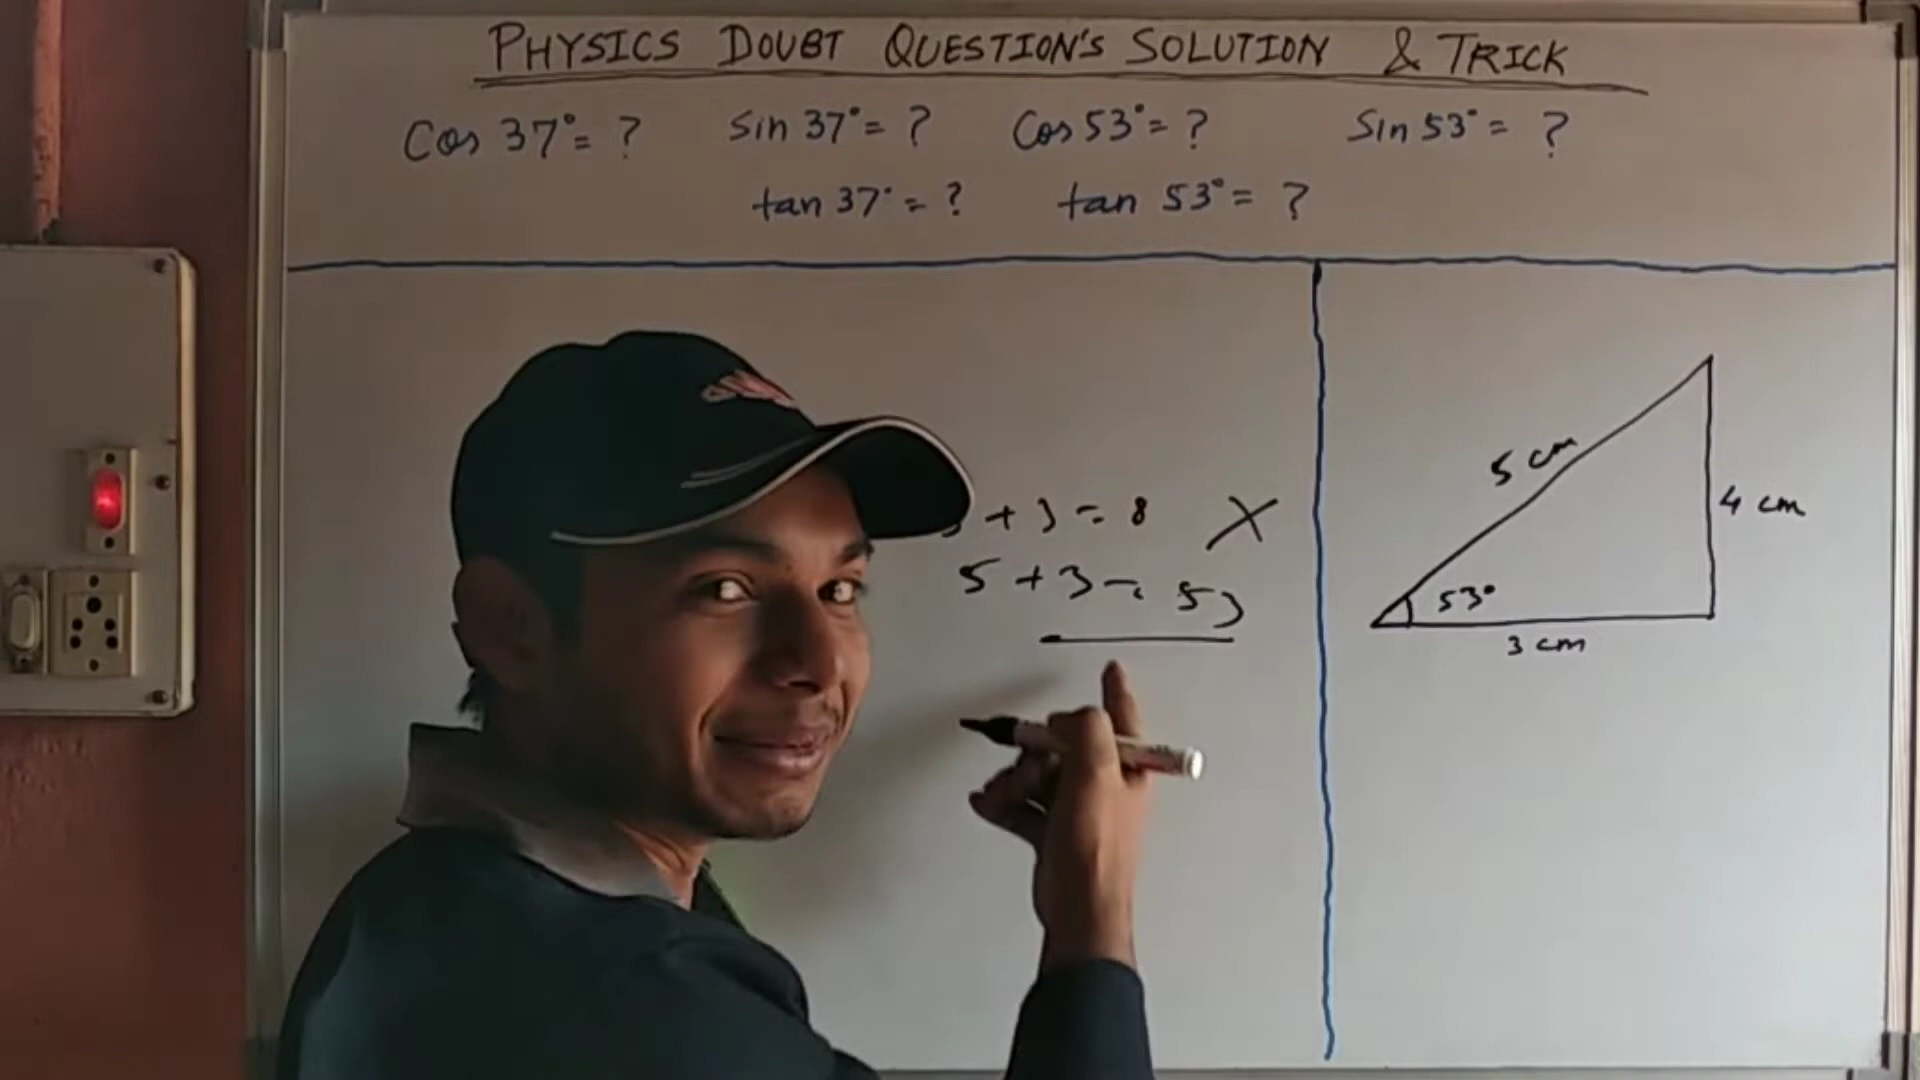 PHYSICS DOUBT QUESTION'S SOLUTION & TRICK
Cos 37° = ? sin 37° = ? Cos 53° = ? Sin 53° = ?
tan 37° = ? tan 53° = ?
+ 3 = 8 X
5 + 3 = 53
5 cm
4 cm
53°
3 cm